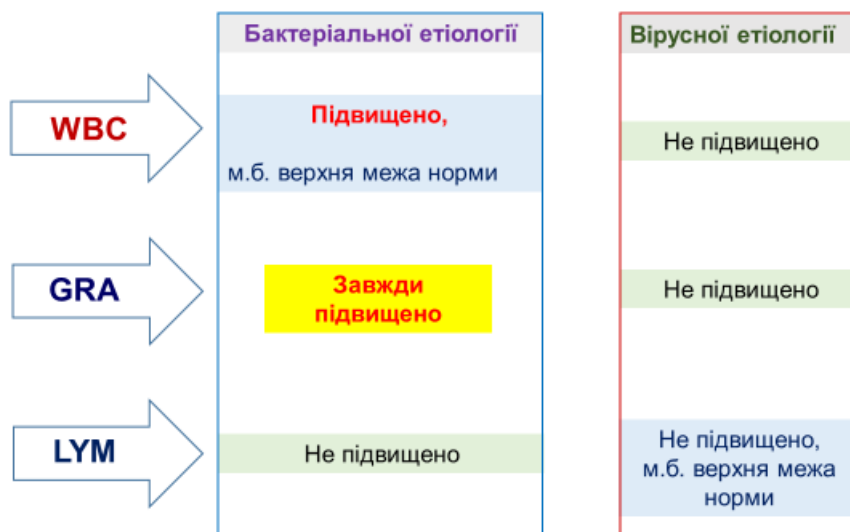 Бактеріальної етіології
Вірусної етіології
WBC
Підвищено,
м.б. верхня межа норми
Не підвищено
GRA
Завжди
підвищено
Не підвищено
LYM
Не підвищено
Не підвищено,
м.б. верхня межа
норми